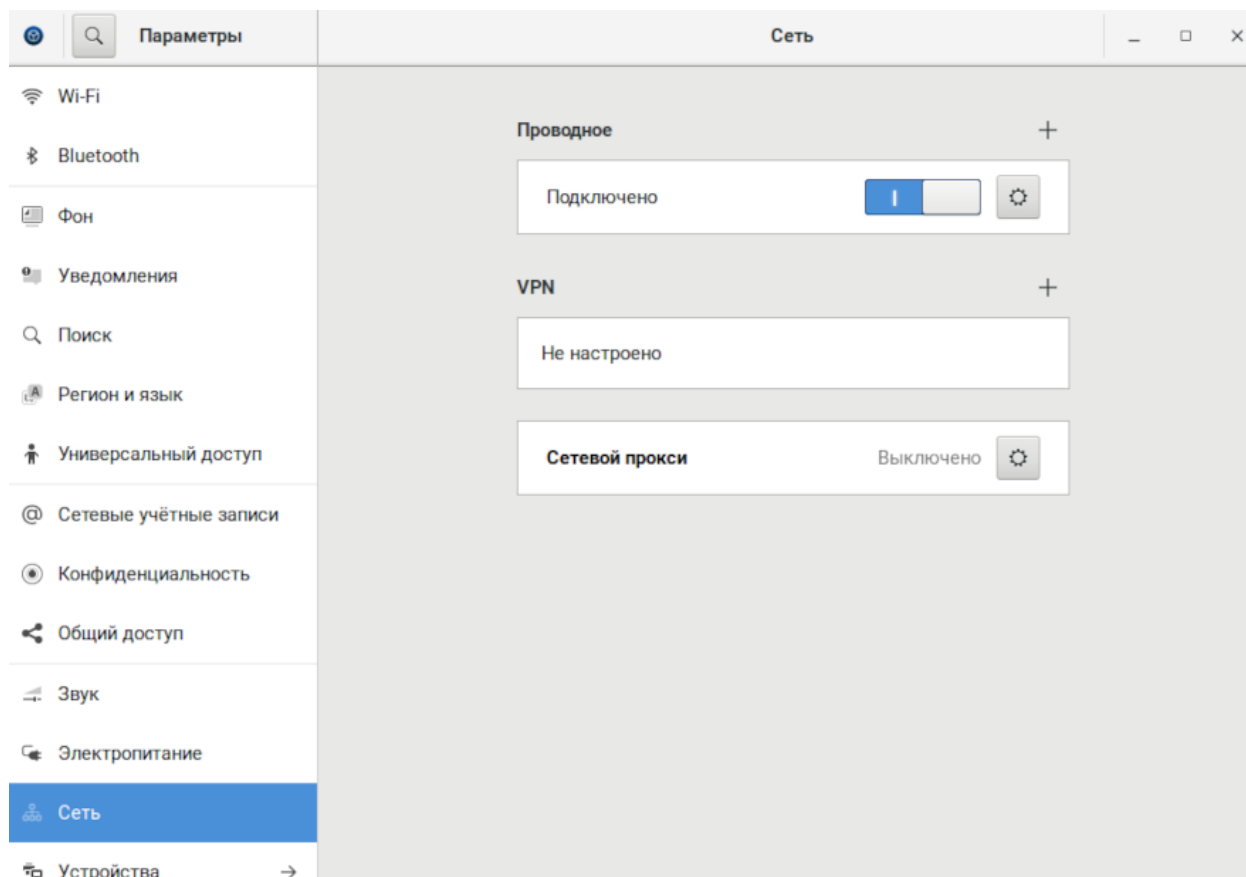 Параметры
Сеть
Wi-Fi
Bluetooth
Фон
Уведомления
Поиск
Регион и язык
Универсальный доступ
Сетевые учётные записи
Конфиденциальность
Общий доступ
Звук
Электропитание
Сеть
Устройства
Проводное
Подключено
VPN
Не настроено
Сетевой прокси Выключено